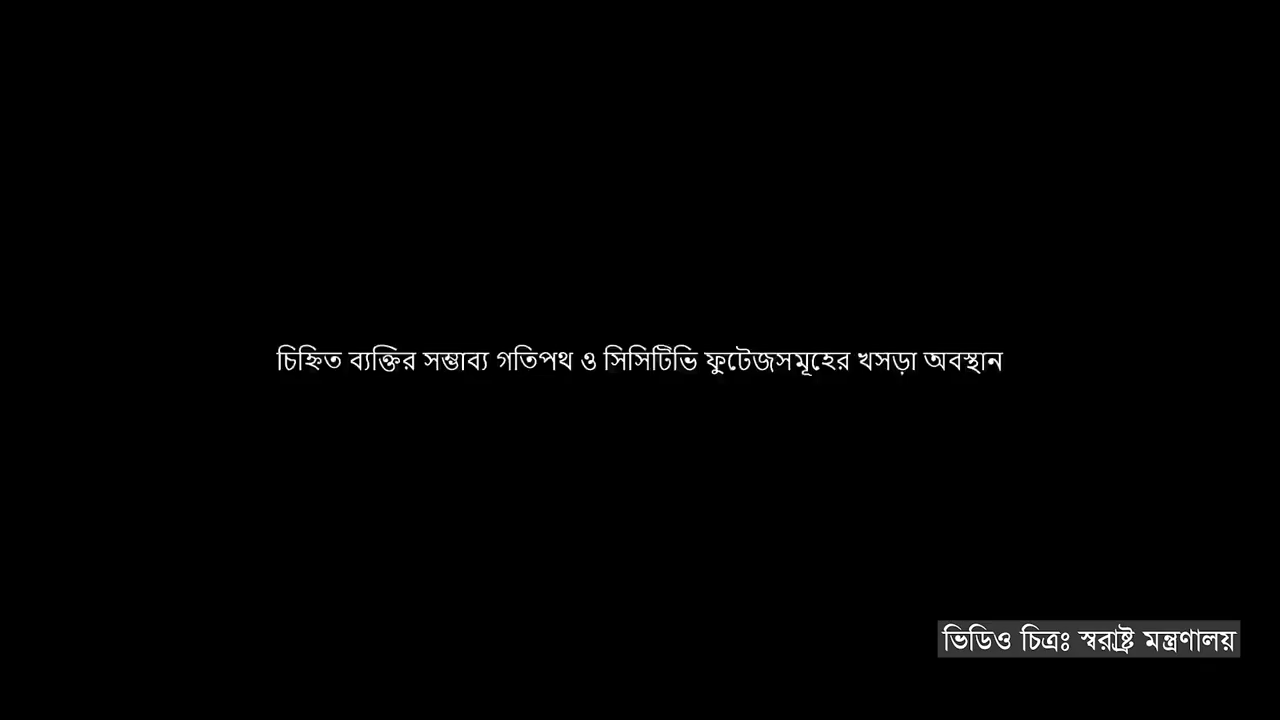 চিহ্নিত ব্যক্তির সম্ভাব্য গতিপথ ও সিসিটিভি ফুটেজসমূহের খসড়া অবস্থান
ভিডিও চিত্রঃ স্বরাষ্ট্র মন্ত্রণালয়